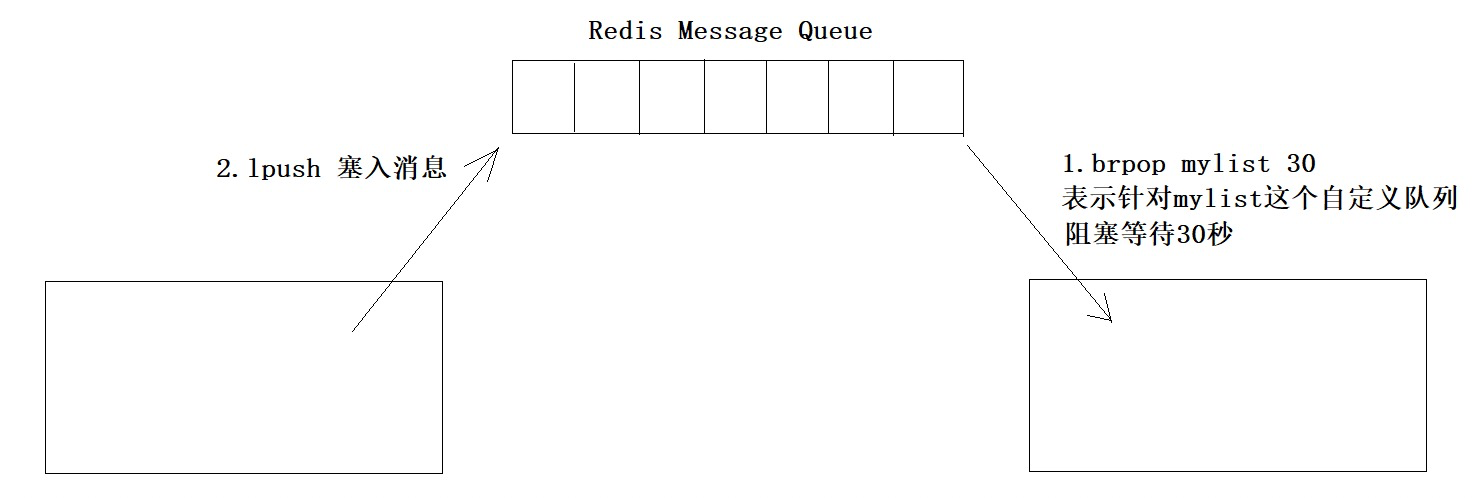 Redis Message Queue
2.lpush 塞入消息
1.brpop mylist 30
表示针对mylist这个自定义队列
阻塞等待30秒